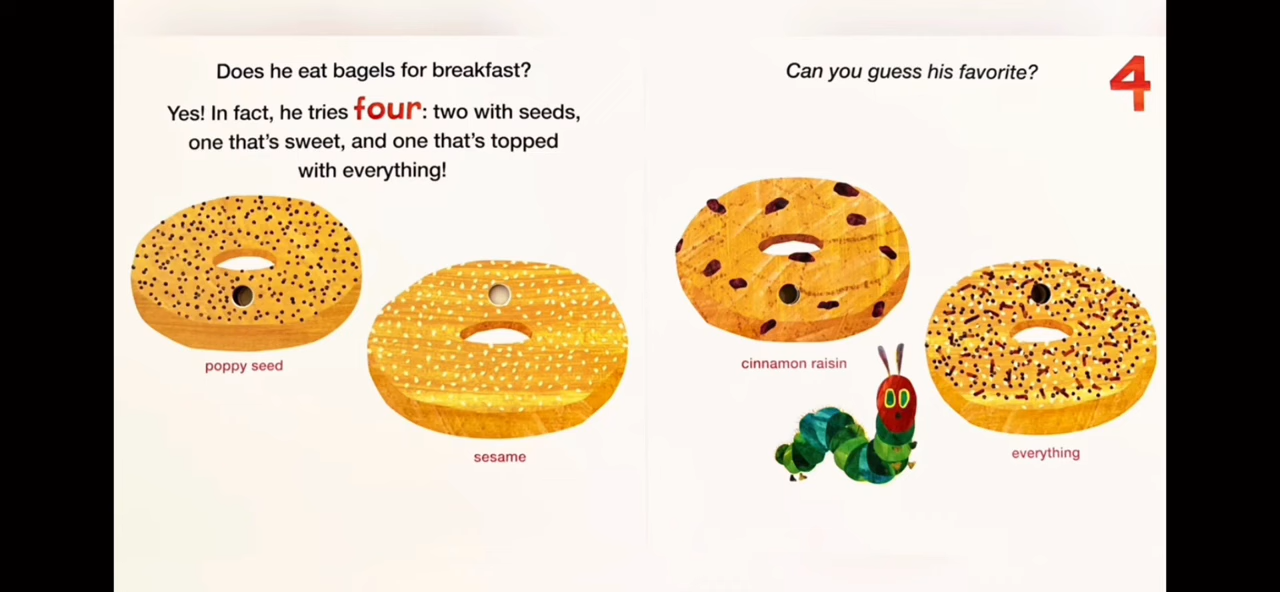 Does he eat bagels for breakfast?
Yes! In fact, he tries four: two with seeds,
one that's sweet, and one that's topped
with everything!
poppy seed
sesame
Can you guess his favorite?
4
cinnamon raisin
everything